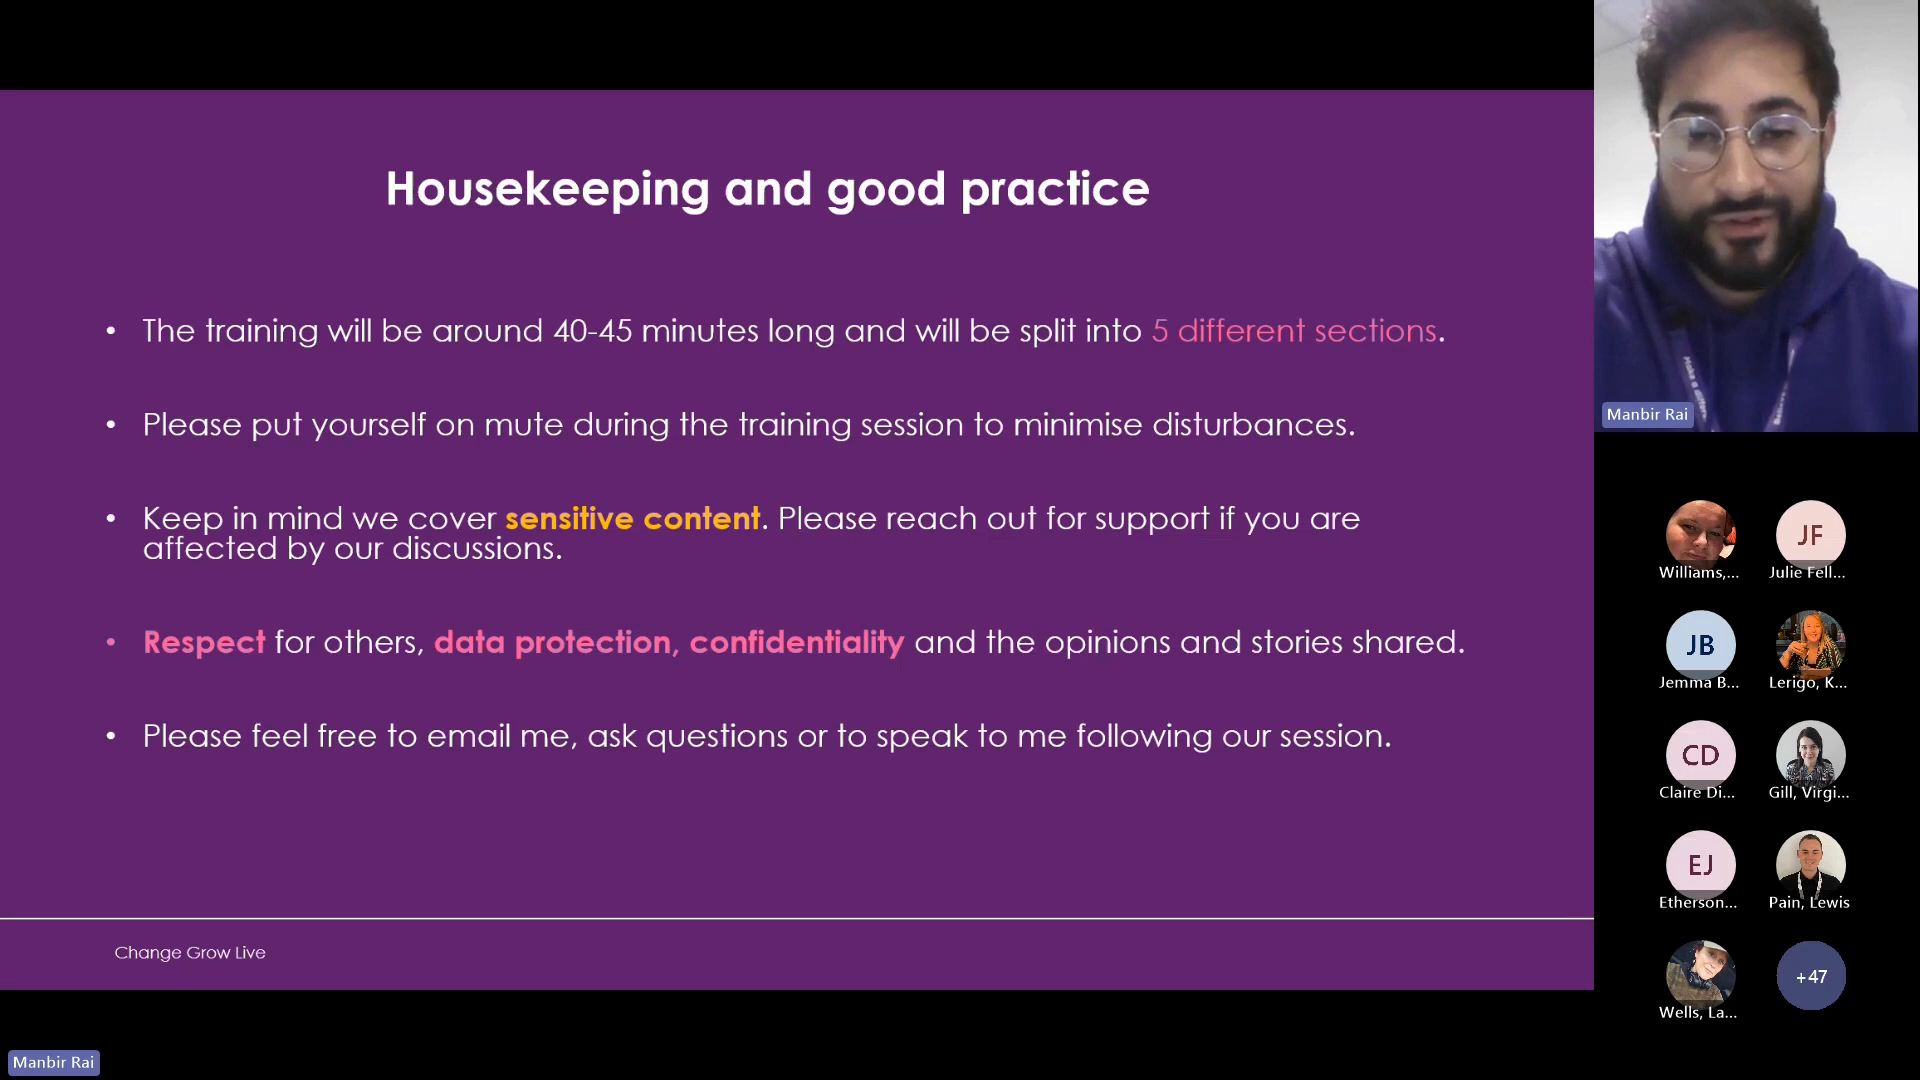 Housekeeping and good practice
• The training will be around 40-45 minutes long and will be split into 5 different sections.
• Please put yourself on mute during the training session to minimise disturbances.
• Keep in mind we cover sensitive content. Please reach out for support if you are
affected by our discussions.
• Respect for others, data protection, confidentiality and the opinions and stories shared.
• Please feel free to email me, ask questions or to speak to me following our session.
Change Grow Live
Manbir Rai
Manbir Rai
Williams,...
JF
Julie Fell...
JB
Jemma B...
Lerigo, K...
CD
Claire Di...
Gill, Virgi...
EJ
Etherson...
Pain, Lewis
Wells, La...
+47